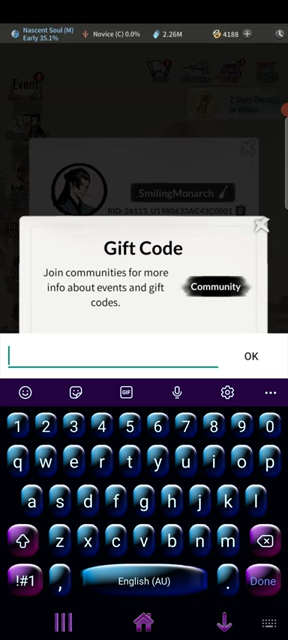 Nascent Soul (M)
Early 35.1%
Novice (C) 0.0%
2.26M
4188
Event
SmilingMonarch
Gift Code
Join communities for more
info about events and gift
codes.
Community
OK
GIF
1 2 3 4 5 6 7 8 9 0
q w e r t y u i o p
a s d f g h j k l
z x c v b n m
!#1 , English (AU) . Done